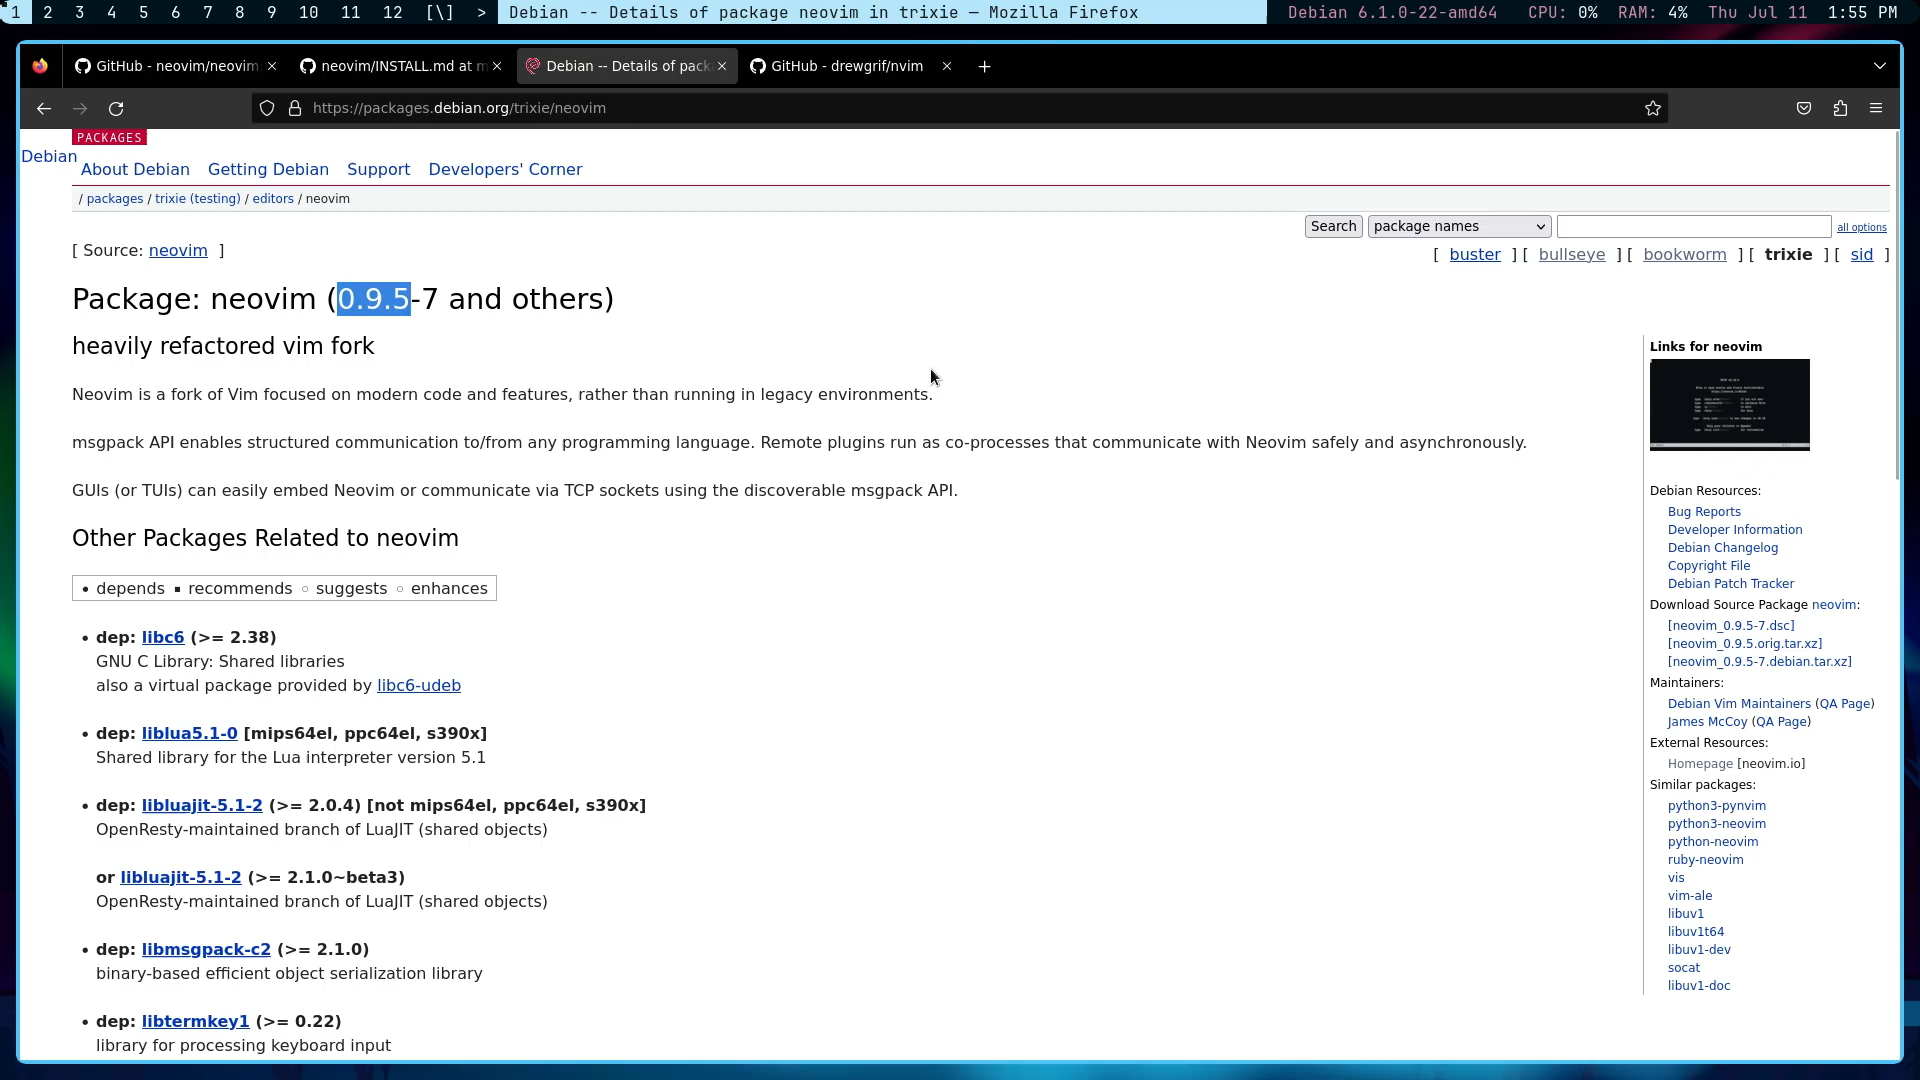 1 2 3 4 5 6 7 8 9 10 11 12 [\] > Debian -- Details of package neovim in trixie — Mozilla Firefox Debian 6.1.0-22-amd64 CPU: 0% RAM: 4% Thu Jul 11 1:55 PM
GitHub - neovim/neovim: neovim/INSTALL.md at m Debian -- Details of pack GitHub - drewgrif/nvim
https://packages.debian.org/trixie/neovim
PACKAGES
Debian
About Debian Getting Debian Support Developers' Corner
/ packages / trixie (testing) / editors / neovim
Search package names all options
[ Source: neovim ]
[ buster ] [ bullseye ] [ bookworm ] [ trixie ] [ sid ]
Package: neovim (0.9.5-7 and others)
heavily refactored vim fork
Neovim is a fork of Vim focused on modern code and features, rather than running in legacy environments.
msgpack API enables structured communication to/from any programming language. Remote plugins run as co-processes that communicate with Neovim safely and asynchronously.
GUIs (or TUIs) can easily embed Neovim or communicate via TCP sockets using the discoverable msgpack API.
Other Packages Related to neovim
depends recommends suggests enhances
dep: libc6 (>= 2.38)
GNU C Library: Shared libraries
also a virtual package provided by libc6-udeb
dep: liblua5.1-0 [mips64el, ppc64el, s390x]
Shared library for the Lua interpreter version 5.1
dep: libluajit-5.1-2 (>= 2.0.4) [not mips64el, ppc64el, s390x]
OpenResty-maintained branch of LuaJIT (shared objects)
or libluajit-5.1-2 (>= 2.1.0~beta3)
OpenResty-maintained branch of LuaJIT (shared objects)
dep: libmsgpack-c2 (>= 2.1.0)
binary-based efficient object serialization library
dep: libtermkey1 (>= 0.22)
library for processing keyboard input
Links for neovim
Debian Resources:
Bug Reports
Developer Information
Debian Changelog
Copyright File
Debian Patch Tracker
Download Source Package neovim:
[neovim_0.9.5-7.dsc]
[neovim_0.9.5.orig.tar.xz]
[neovim_0.9.5-7.debian.tar.xz]
Maintainers:
Debian Vim Maintainers (QA Page)
James McCoy (QA Page)
External Resources:
Homepage [neovim.io]
Similar packages:
python3-pynvim
python3-neovim
python-neovim
ruby-neovim
vis
vim-ale
libuv1
libuv1t64
libuv1-dev
socat
libuv1-doc